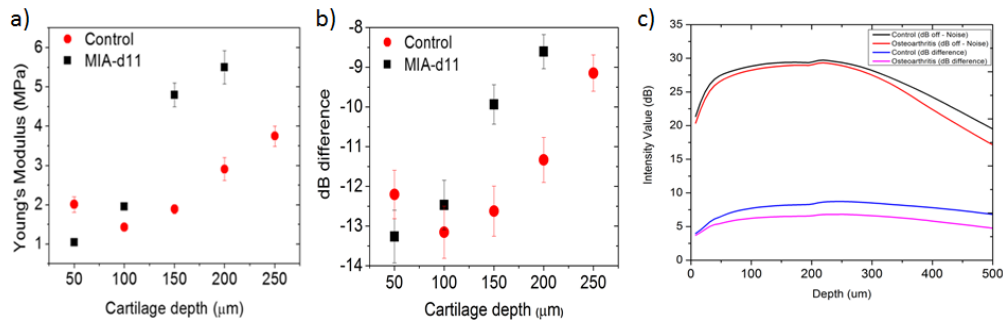 a)
Young's Modulus (MPa)
6
5
4
3
2
1
Control
MIA-d11
50 100 150 200 250
Cartilage depth (μm)
b)
dB difference
-8
-9
-10
-11
-12
-13
-14
Control
MIA-d11
50 100 150 200 250
Cartilage depth (μm)
c)
Intensity Value (dB)
35
30
25
20
15
10
5
0
Control (dB off - Noise)
Osteoarthritis (dB off - Noise)
Control (dB difference)
Osteoarthritis (dB difference)
0 100 200 300 400 500
Depth (um)